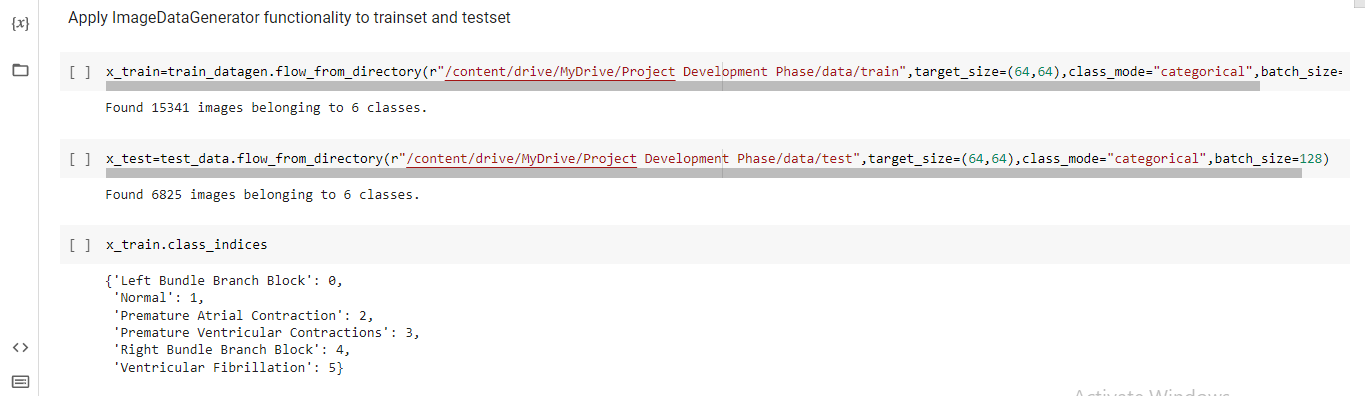 {x}
Apply ImageDataGenerator functionality to trainset and testset
[ ] x_train=train_datagen.flow_from_directory(r"/content/drive/MyDrive/Project Development Phase/data/train",target_size=(64,64),class_mode="categorical",batch_size=
Found 15341 images belonging to 6 classes.
[ ] x_test=test_data.flow_from_directory(r"/content/drive/MyDrive/Project Development Phase/data/test",target_size=(64,64),class_mode="categorical",batch_size=128)
Found 6825 images belonging to 6 classes.
[ ] x_train.class_indices
{'Left Bundle Branch Block': 0,
'Normal': 1,
'Premature Atrial Contraction': 2,
'Premature Ventricular Contractions': 3,
'Right Bundle Branch Block': 4,
'Ventricular Fibrillation': 5}
<>
Activate Windows